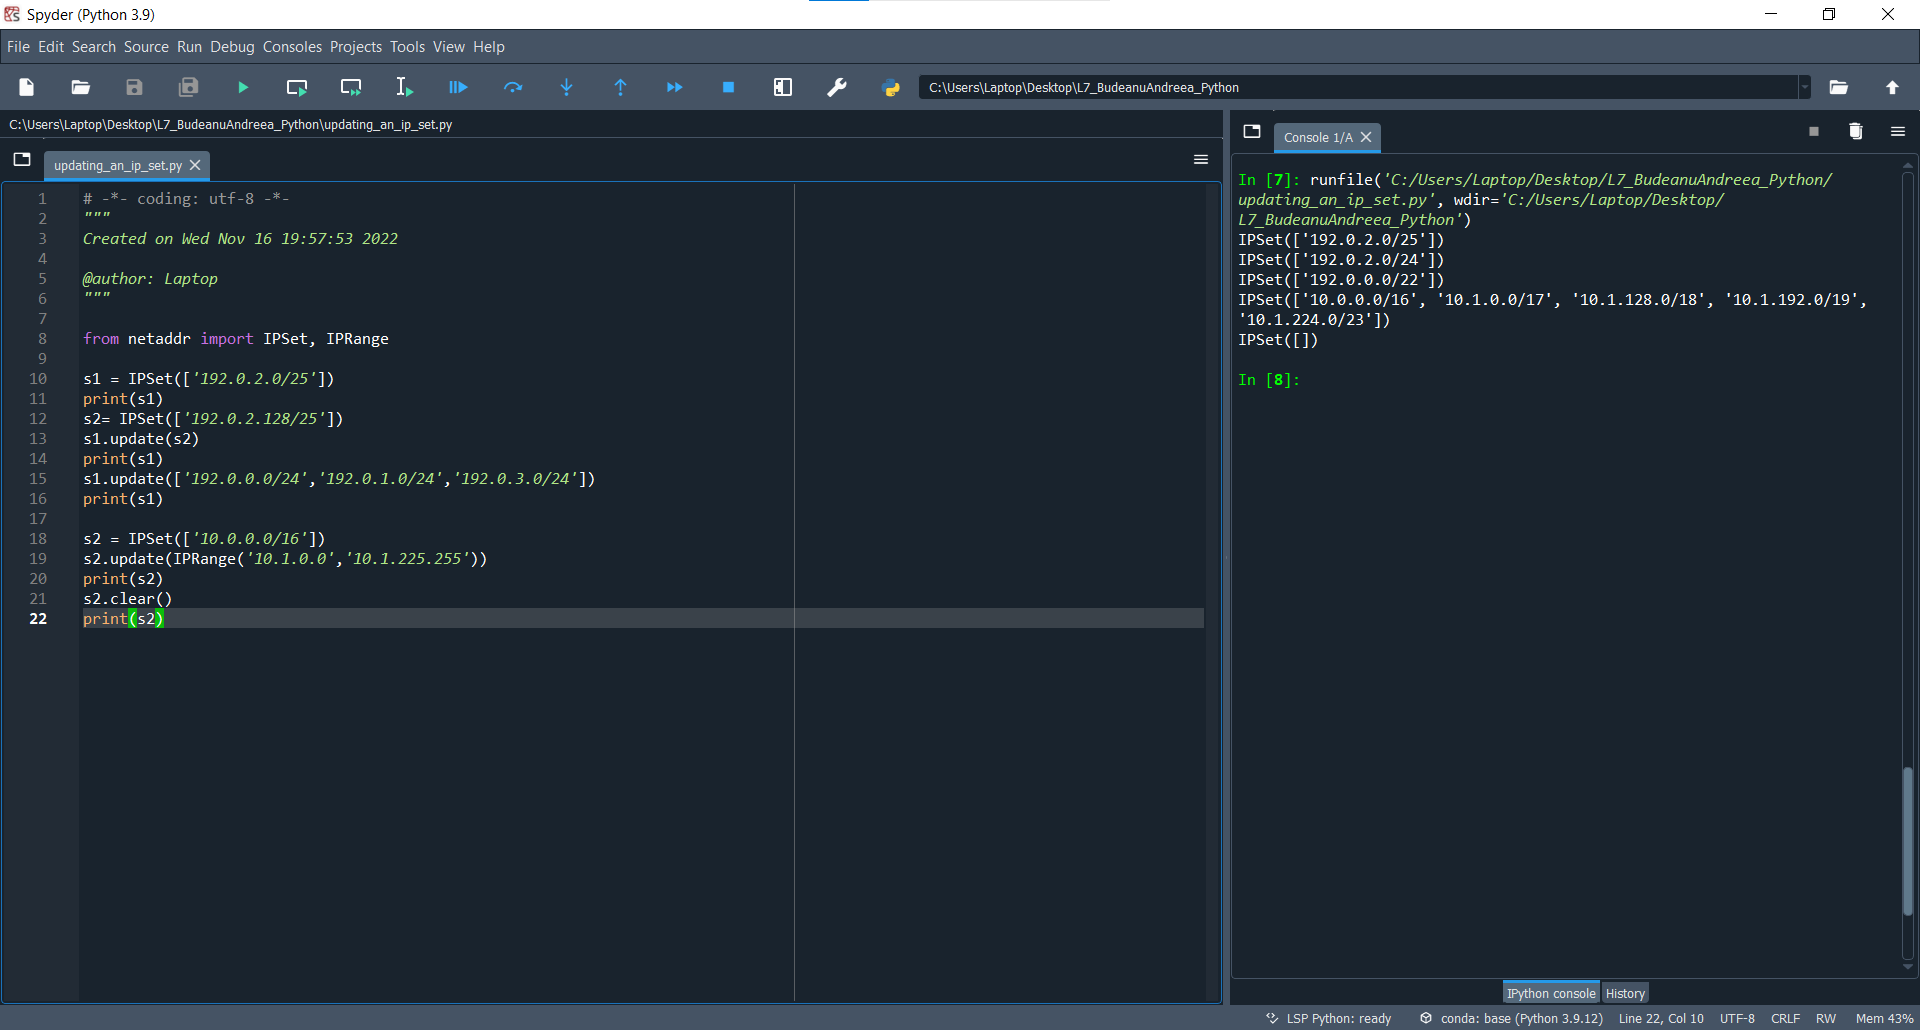 Spyder (Python 3.9)
File Edit Search Source Run Debug Consoles Projects Tools View Help
C:\Users\Laptop\Desktop\L7_BudeanuAndreea_Python
C:\Users\Laptop\Desktop\L7_BudeanuAndreea_Python\updating_an_ip_set.py
updating_an_ip_set.py
1 # -*- coding: utf-8 -*-
2 """
3 Created on Wed Nov 16 19:57:53 2022
4
5 @author: Laptop
6 """
7
8 from netaddr import IPSet, IPRange
9
10 s1 = IPSet(['192.0.2.0/25'])
11 print(s1)
12 s2= IPSet(['192.0.2.128/25'])
13 s1.update(s2)
14 print(s1)
15 s1.update(['192.0.0.0/24','192.0.1.0/24','192.0.3.0/24'])
16 print(s1)
17
18 s2 = IPSet(['10.0.0.0/16'])
19 s2.update(IPRange('10.1.0.0','10.1.225.255'))
20 print(s2)
21 s2.clear()
22 print(s2)
Console 1/A
In [7]: runfile('C:/Users/Laptop/Desktop/L7_BudeanuAndreea_Python/
updating_an_ip_set.py', wdir='C:/Users/Laptop/Desktop/
L7_BudeanuAndreea_Python')
IPSet(['192.0.2.0/25'])
IPSet(['192.0.2.0/24'])
IPSet(['192.0.0.0/22'])
IPSet(['10.0.0.0/16', '10.1.0.0/17', '10.1.128.0/18', '10.1.192.0/19',
'10.1.224.0/23'])
IPSet([])
In [8]:
IPython console History
LSP Python: ready conda: base (Python 3.9.12) Line 22, Col 10 UTF-8 CRLF RW Mem 43%